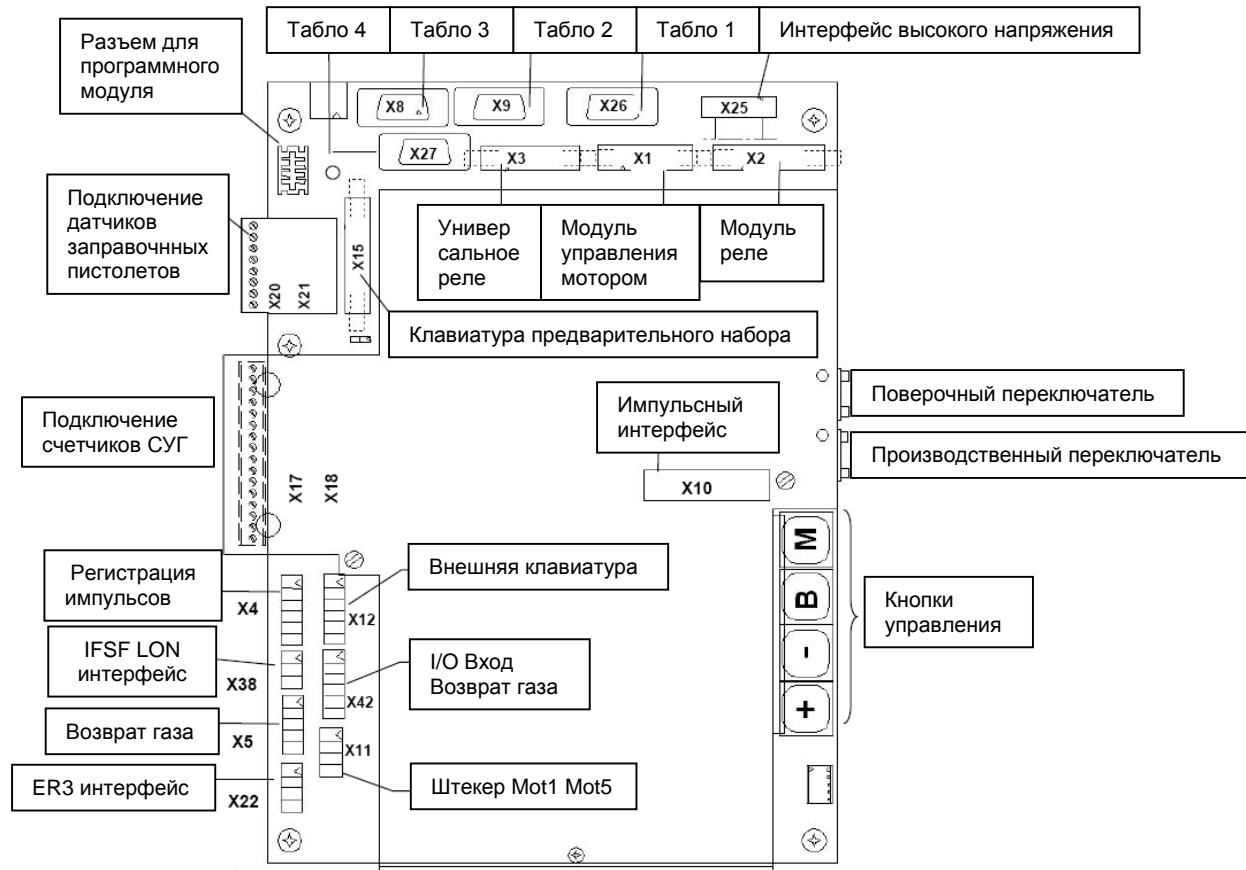 Разъем для
программного
модуля
Табло 4
Табло 3
Табло 2
Табло 1
Интерфейс высокого напряжения
X8
X9
X26
X25
X27
X3
X1
X2
Подключение
датчиков
заправочнных
пистолетов
X20
X21
X15
Универ
сальное
реле
Модуль
управления
мотором
Модуль
реле
Клавиатура предварительного набора
Подключение
счетчиков СУГ
X17
X18
Импульсный
интерфейс
X10
Поверочный переключатель
Производственный переключатель
M
B
-
+
Кнопки
управления
Регистрация
импульсов
X4
Внешняя клавиатура
X12
IFSF LON
интерфейс
X38
I/O Вход
Возврат газа
X42
Возврат газа
X5
X11
ER3 интерфейс
X22
Штекер Mot1 Mot5